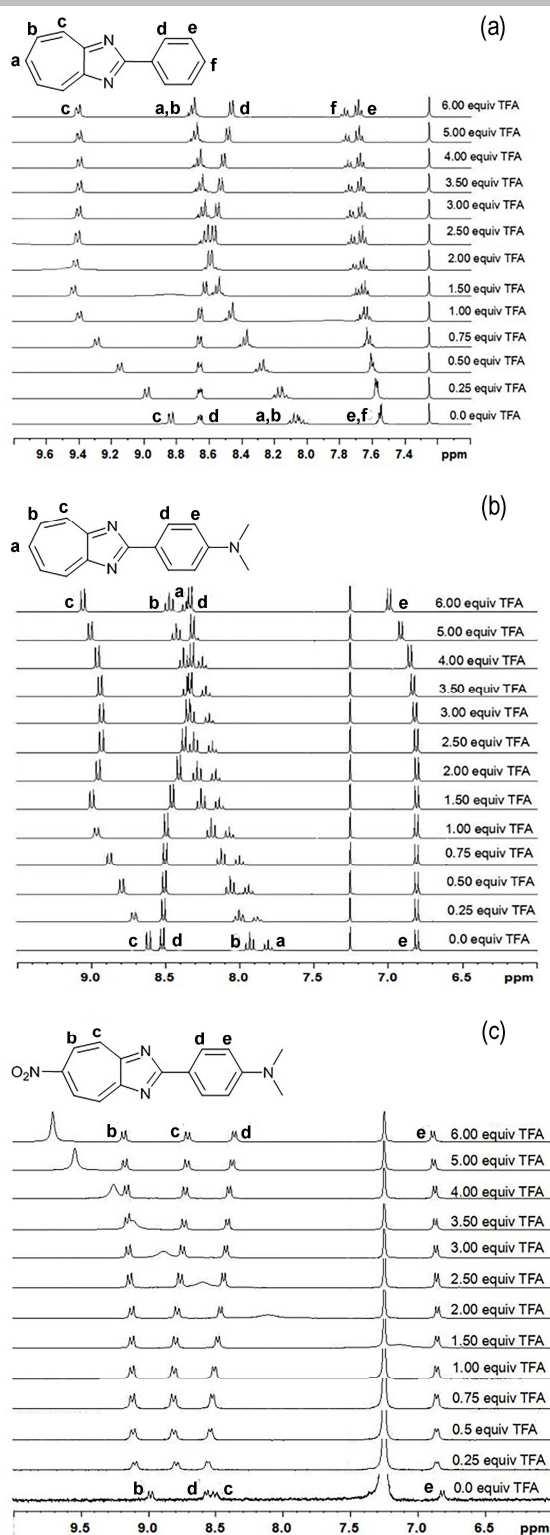 (a)
b c d e
a N N f
c a,b d f e 6.00 equiv TFA
5.00 equiv TFA
4.00 equiv TFA
3.50 equiv TFA
3.00 equiv TFA
2.50 equiv TFA
2.00 equiv TFA
1.50 equiv TFA
1.00 equiv TFA
0.75 equiv TFA
0.50 equiv TFA
0.25 equiv TFA
c d a,b e,f 0.0 equiv TFA
9.6 9.4 9.2 9.0 8.8 8.6 8.4 8.2 8.0 7.8 7.6 7.4 ppm
(b)
b c d e
a N N N
c b a d e 6.00 equiv TFA
5.00 equiv TFA
4.00 equiv TFA
3.50 equiv TFA
3.00 equiv TFA
2.50 equiv TFA
2.00 equiv TFA
1.50 equiv TFA
1.00 equiv TFA
0.75 equiv TFA
0.50 equiv TFA
0.25 equiv TFA
c d b a e 0.0 equiv TFA
9.0 8.5 8.0 7.5 7.0 6.5 ppm
(c)
b c d e
O2N N N N
b c d e 6.00 equiv TFA
5.00 equiv TFA
4.00 equiv TFA
3.50 equiv TFA
3.00 equiv TFA
2.50 equiv TFA
2.00 equiv TFA
1.50 equiv TFA
1.00 equiv TFA
0.75 equiv TFA
0.5 equiv TFA
0.25 equiv TFA
b d c e 0.0 equiv TFA
9.5 9.0 8.5 8.0 7.5 7.0 6.5 ppm